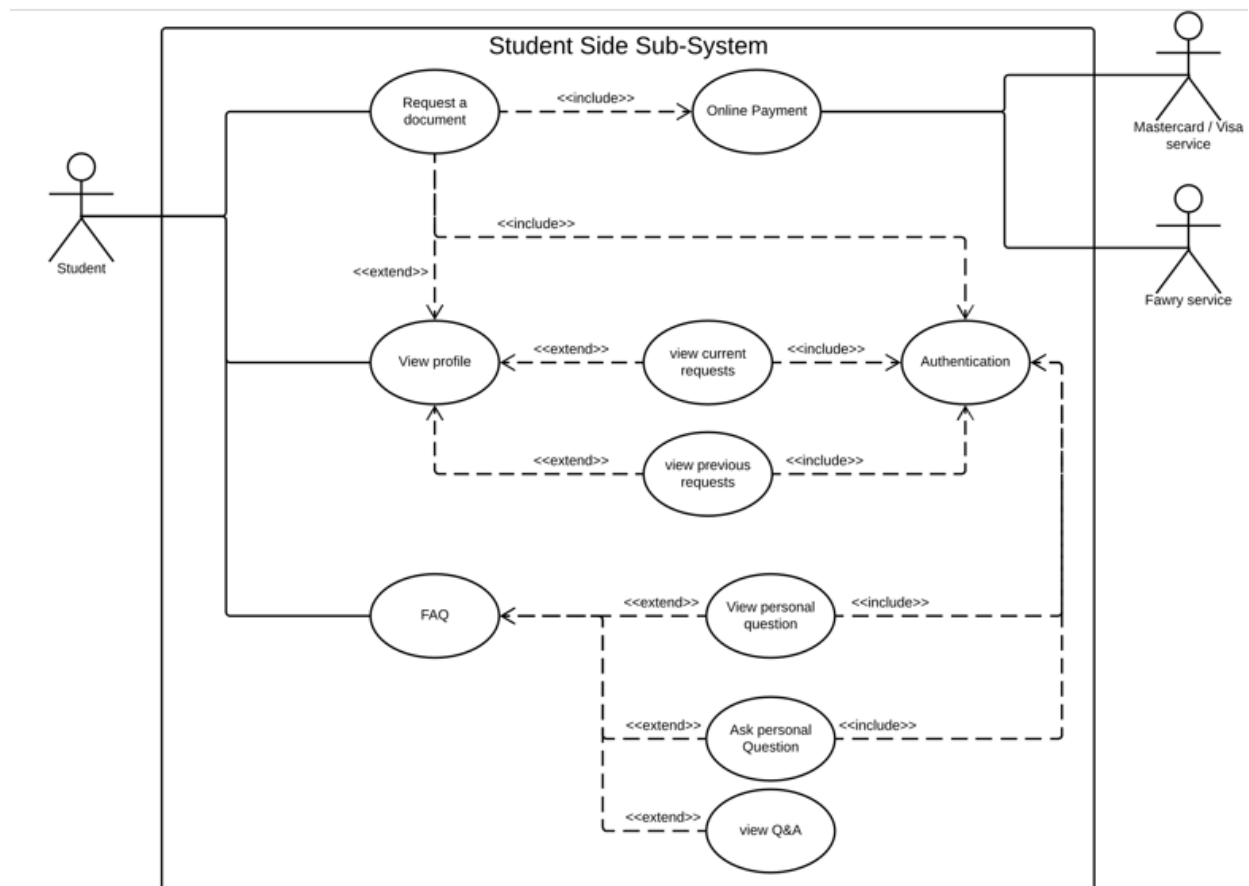 Student Side Sub-System
Request a
document
<<include>>
Online Payment
Mastercard / Visa
service
Student
<<include>>
<<extend>>
Fawry service
View profile
<<extend>>
view current
requests
<<include>>
Authentication
<<extend>>
view previous
requests
<<include>>
FAQ
<<extend>>
View personal
question
<<include>>
<<extend>>
Ask personal
Question
<<include>>
<<extend>>
view Q&A